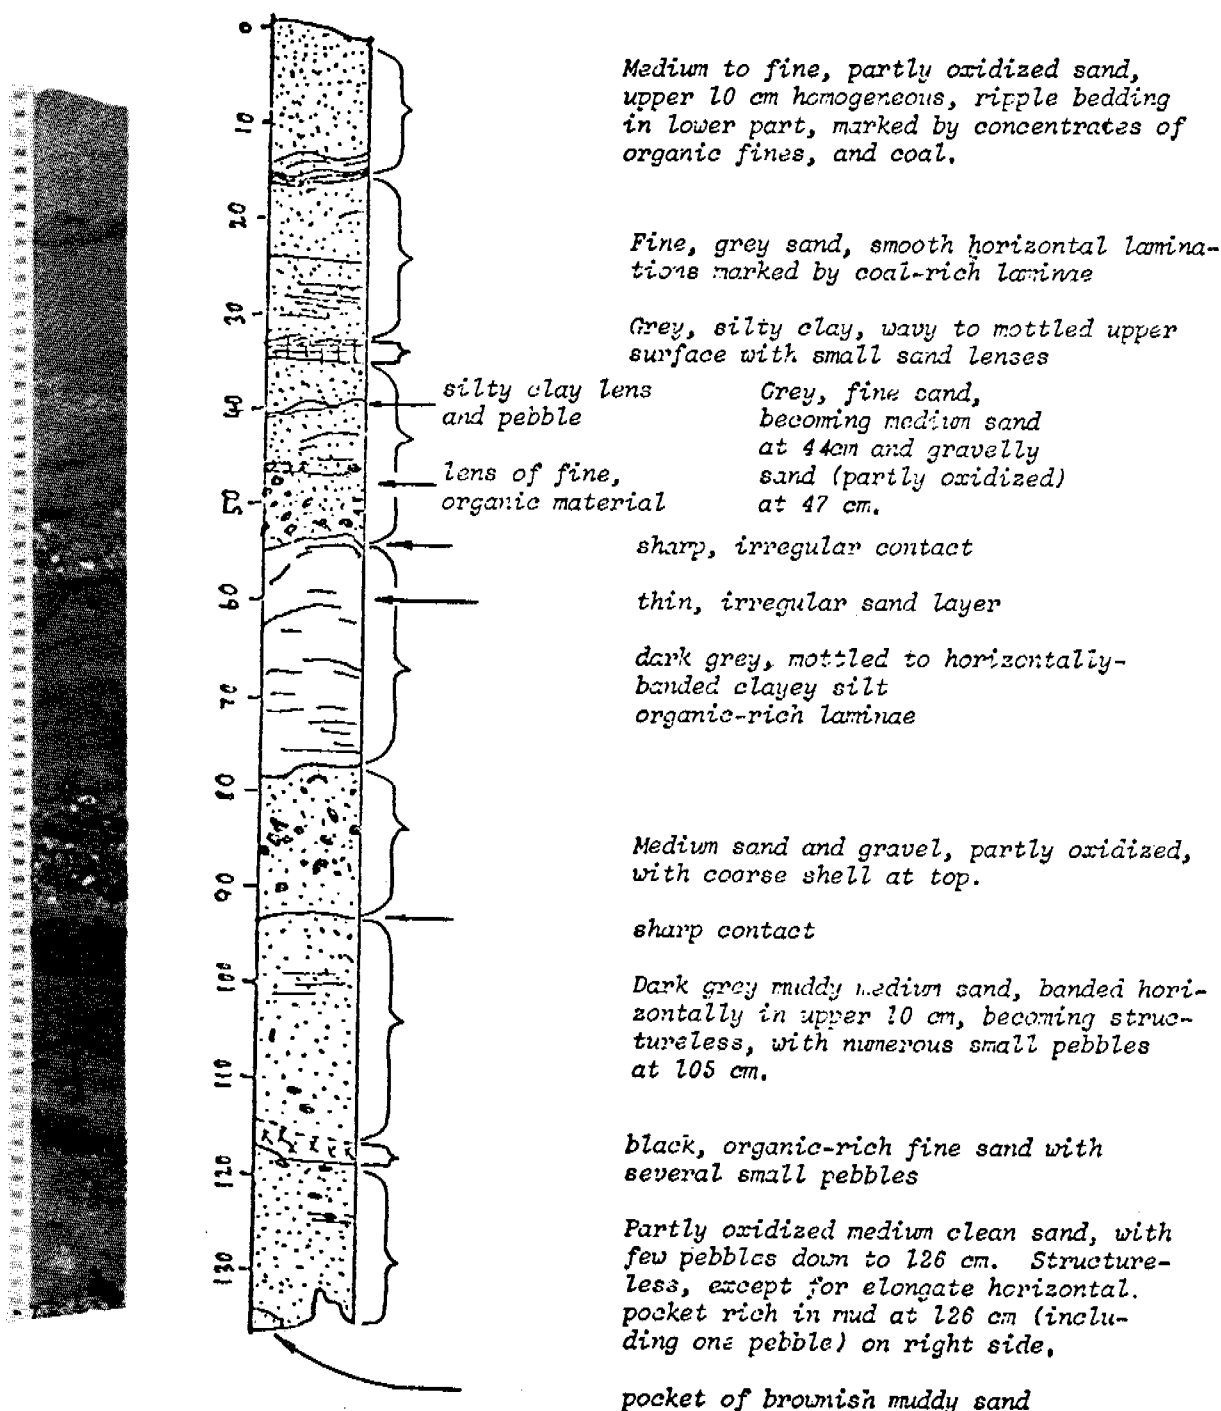 0
Medium to fine, partly oxidized sand,
upper 10 cm homogeneous, ripple bedding
in lower part, marked by concentrates of
organic fines, and coal.
10
20
Fine, grey sand, smooth horizontal lamina-
tions marked by coal-rich laminae
30
Grey, silty clay, wavy to mottled upper
surface with small sand lenses
40
silty clay lens
and pebble
Grey, fine sand,
becoming medium sand
at 44cm and gravelly
sand (partly oxidized)
at 47 cm.
50
lens of fine,
organic material
sharp, irregular contact
60
thin, irregular sand layer
dark grey, mottled to horizontally-
banded clayey silt
organic-rich laminae
70
80
Medium sand and gravel, partly oxidized,
with coarse shell at top.
90
sharp contact
100
Dark grey muddy medium sand, banded hori-
zontally in upper 10 cm, becoming struc-
tureless, with numerous small pebbles
at 105 cm.
110
black, organic-rich fine sand with
several small pebbles
120
Partly oxidized medium clean sand, with
few pebbles down to 126 cm. Structure-
less, except for elongate horizontal.
pocket rich in mud at 126 cm (inclu-
ding one pebble) on right side.
130
pocket of brownish muddy sand